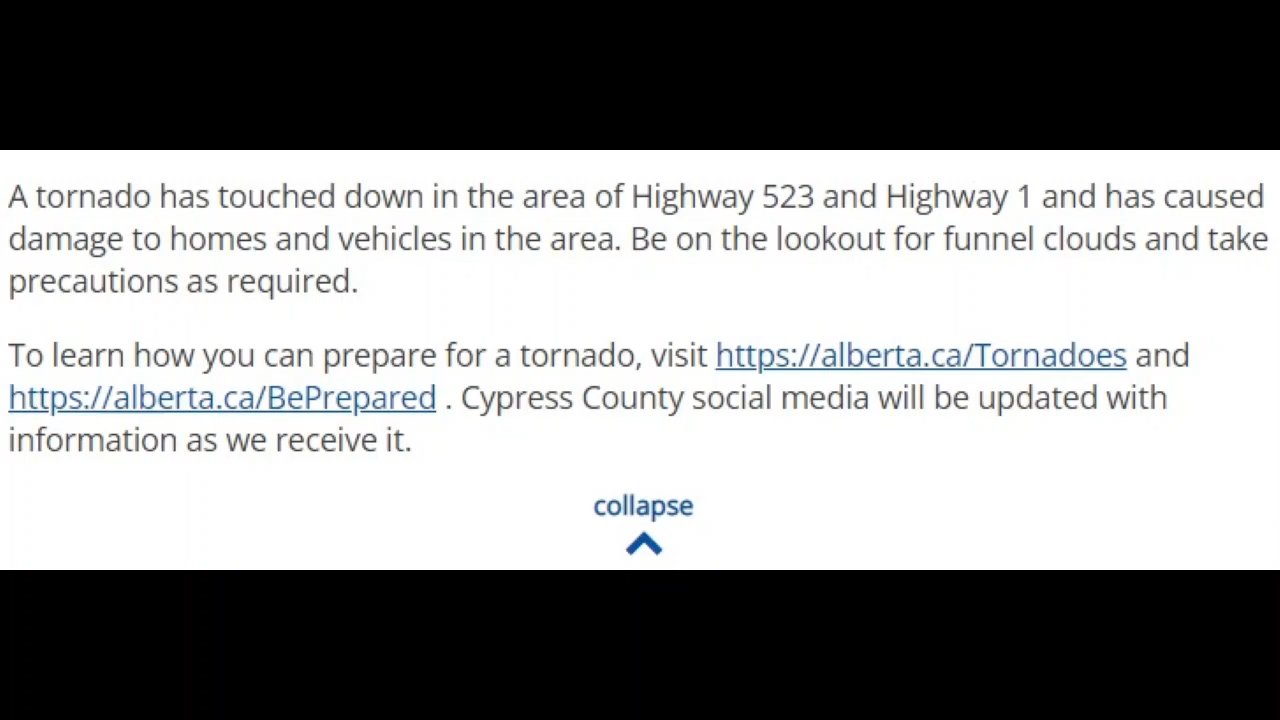 A tornado has touched down in the area of Highway 523 and Highway 1 and has caused
damage to homes and vehicles in the area. Be on the lookout for funnel clouds and take
precautions as required.
To learn how you can prepare for a tornado, visit https://alberta.ca/Tornadoes and
https://alberta.ca/BePrepared . Cypress County social media will be updated with
information as we receive it.
collapse